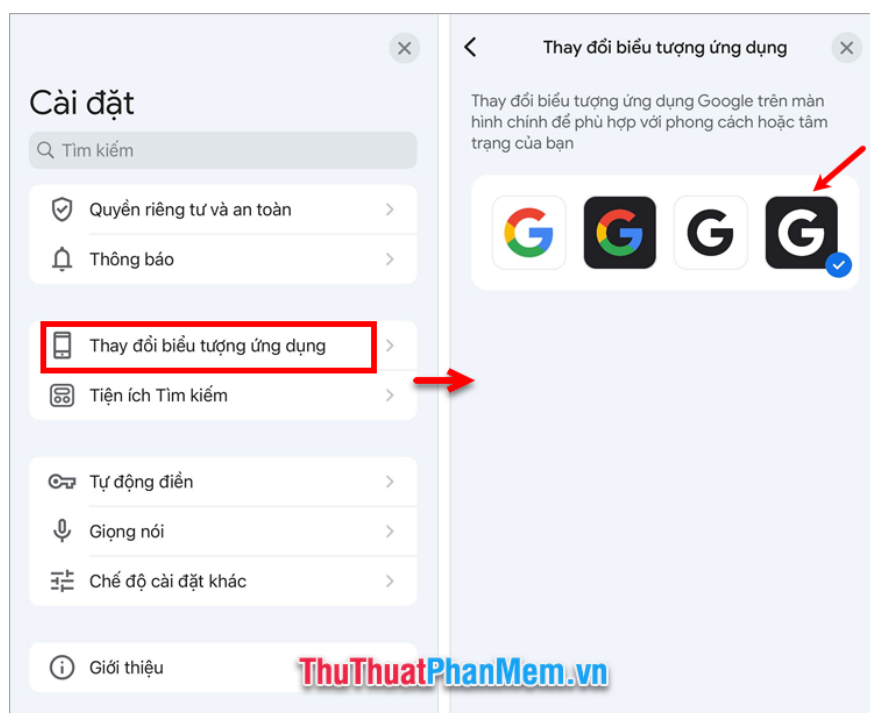 Cài đặt
Tìm kiếm
Quyền riêng tư và an toàn
Thông báo
Thay đổi biểu tượng ứng dụng
Tiện ích Tìm kiếm
Tự động điền
Giọng nói
Chế độ cài đặt khác
Giới thiệu
Thay đổi biểu tượng ứng dụng
Thay đổi biểu tượng ứng dụng Google trên màn
hình chính để phù hợp với phong cách hoặc tâm
trạng của bạn
G G G G
ThuThuatPhanMem.vn